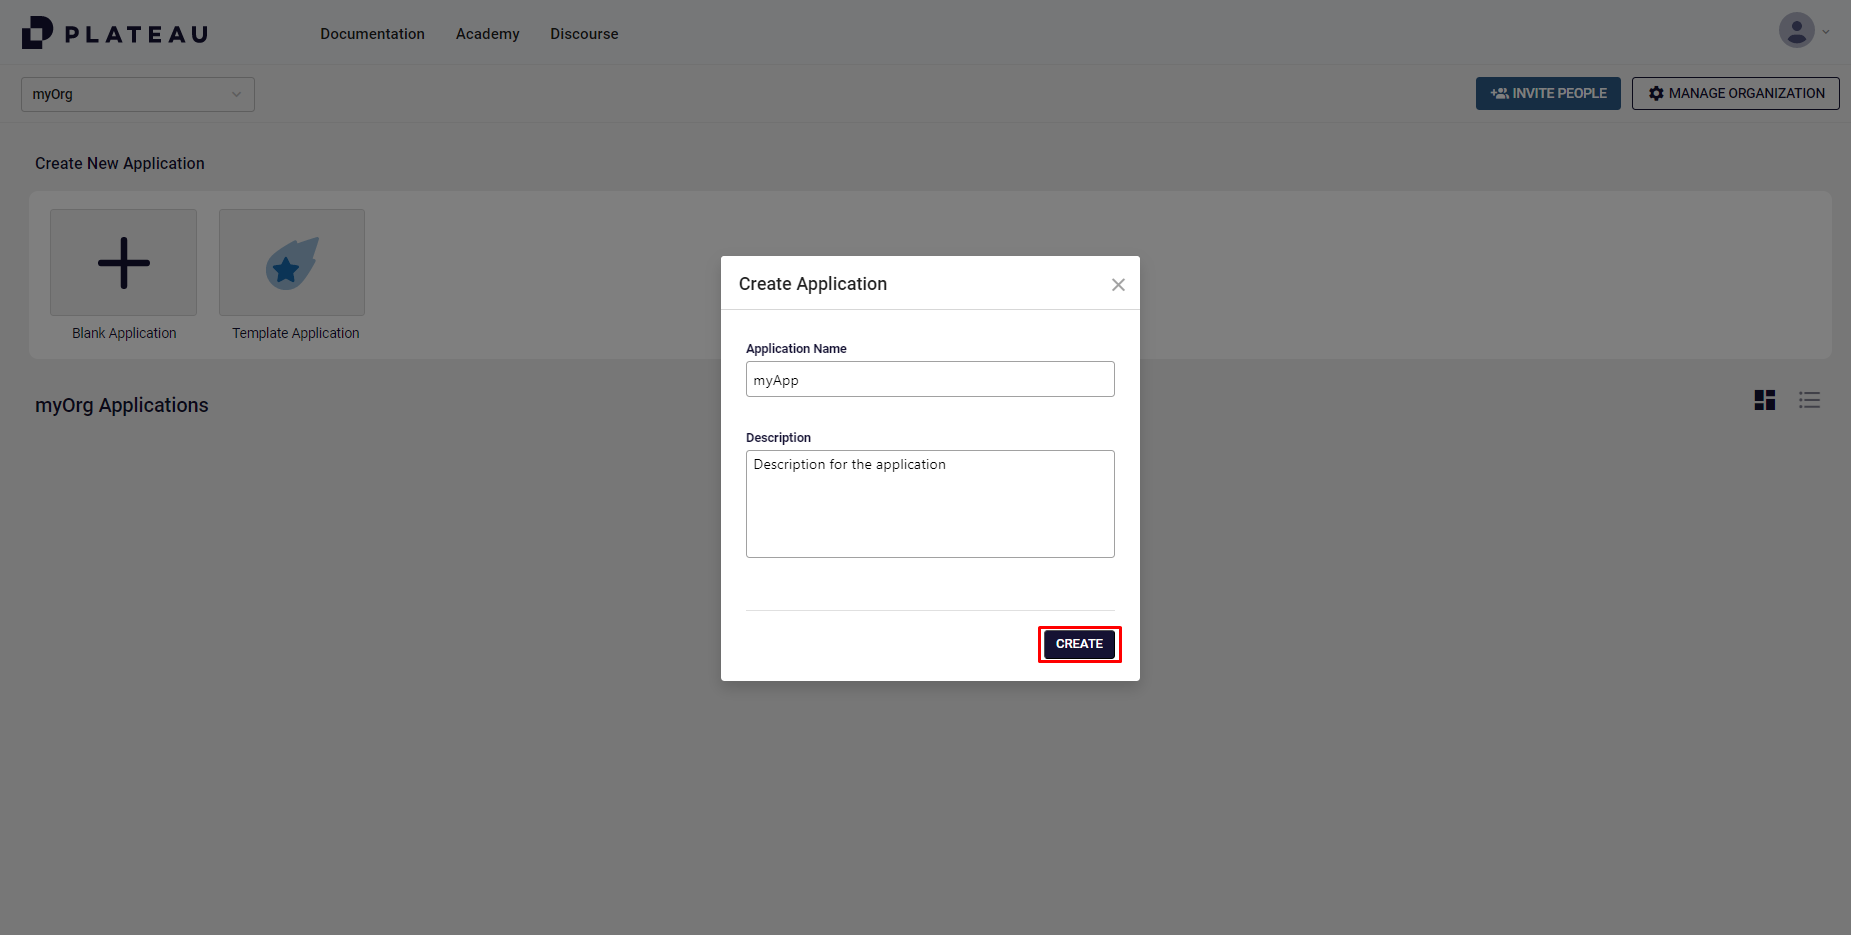 PLATEAU
Documentation Academy Discourse
myOrg
INVITE PEOPLE
MANAGE ORGANIZATION
Create New Application
Blank Application
Template Application
myOrg Applications
Create Application
Application Name
myApp
Description
Description for the application
CREATE